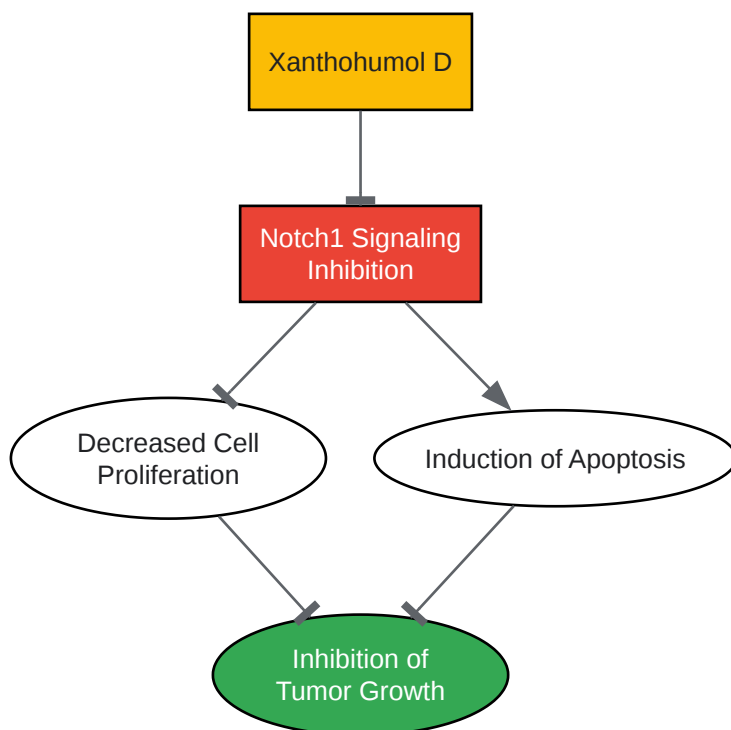 Xanthohumol D
Notch1 Signaling
Inhibition
Decreased Cell
Proliferation
Induction of Apoptosis
Inhibition of
Tumor Growth